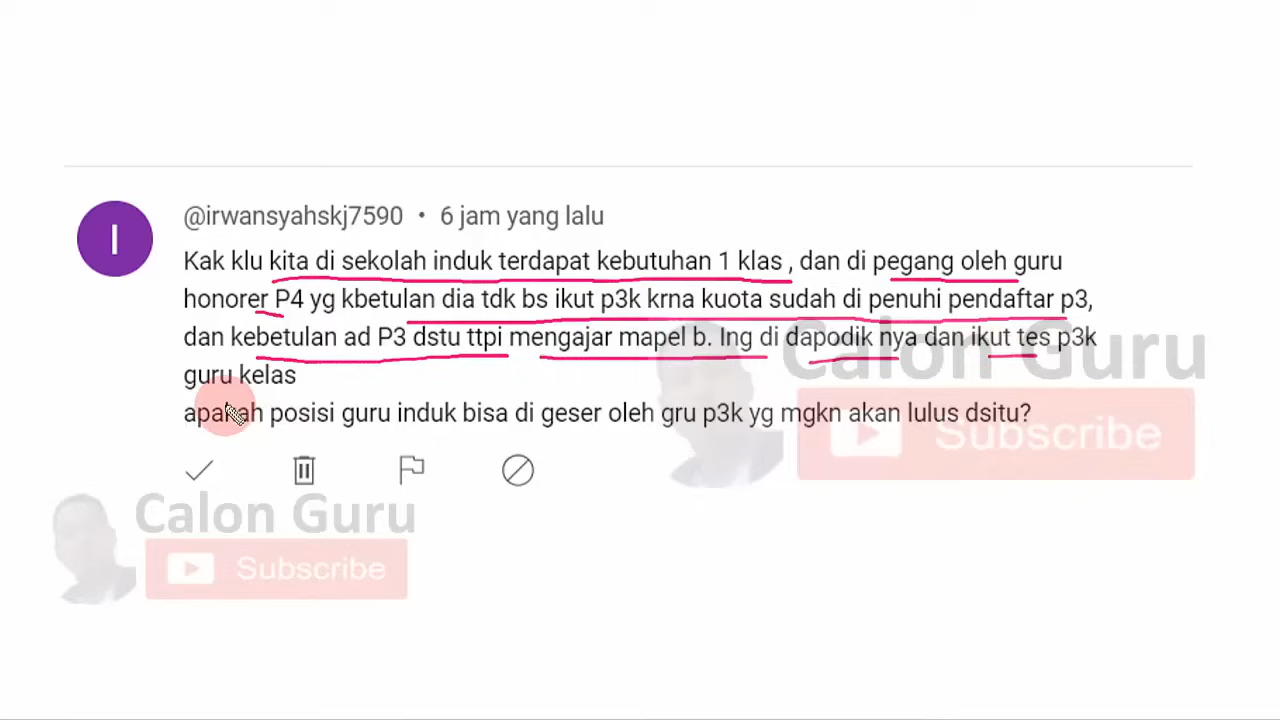 @irwansyahskj7590 • 6 jam yang lalu
I
Kak klu kita di sekolah induk terdapat kebutuhan 1 klas , dan di pegang oleh guru
honorer P4 yg kbetulan dia tdk bs ikut p3k krna kuota sudah di penuhi pendaftar p3,
dan kebetulan ad P3 dstu ttpi mengajar mapel b. Ing di dapodik nya dan ikut tes p3k
guru kelas
apakah posisi guru induk bisa di geser oleh gru p3k yg mgkn akan lulus dsitu?
Calon Guru
Subscribe
Calon Guru
Subscribe